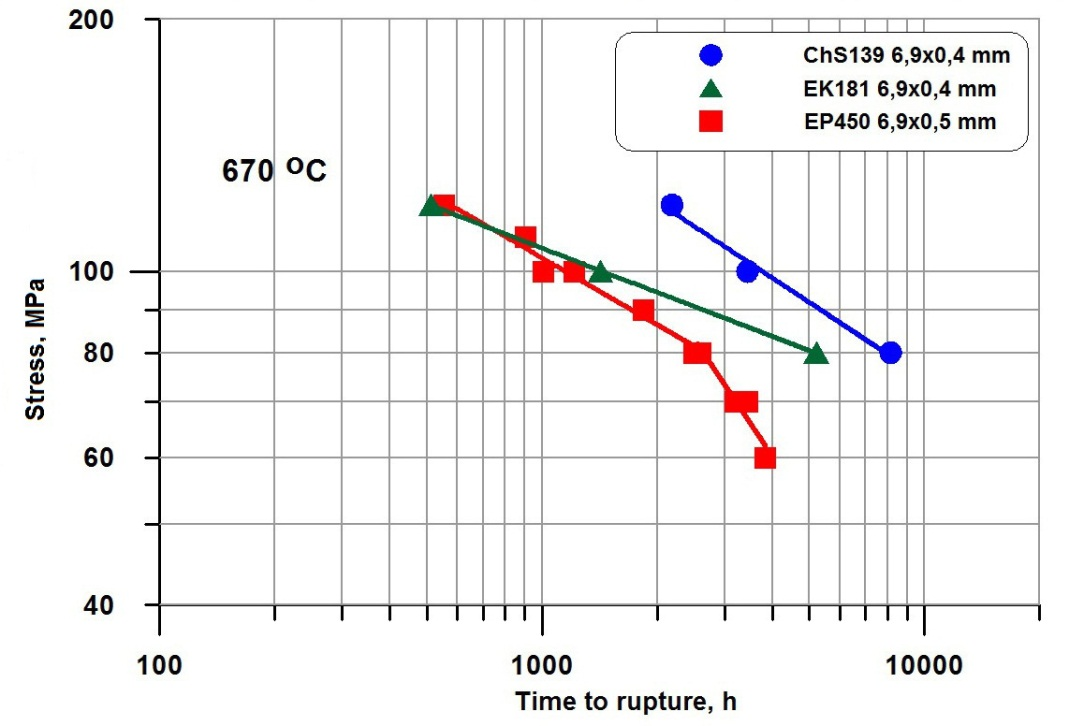 200
ChS139 6,9x0,4 mm
EK181 6,9x0,4 mm
EP450 6,9x0,5 mm
670 ºC
100
Stress, MPa
80
60
40
100 1000 10000
Time to rupture, h